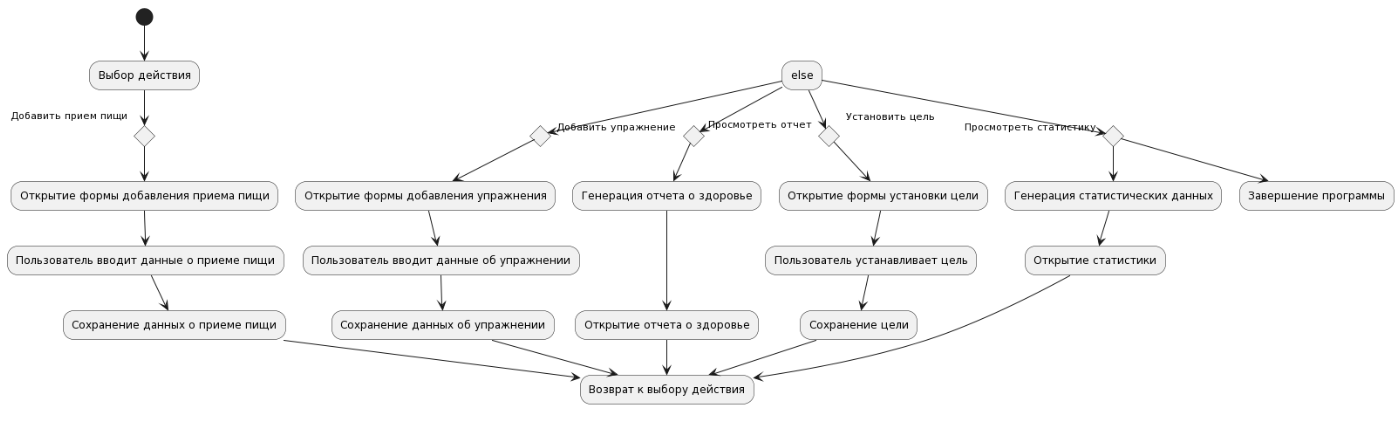 Выбор действия
else
Добавить прием пищи
Добавить упражнение
Просмотреть отчет
Установить цель
Просмотреть статистику
Открытие формы добавления приема пищи
Открытие формы добавления упражнения
Генерация отчета о здоровье
Открытие формы установки цели
Генерация статистических данных
Завершение программы
Пользователь вводит данные о приеме пищи
Пользователь вводит данные об упражнении
Пользователь устанавливает цель
Открытие статистики
Сохранение данных о приеме пищи
Сохранение данных об упражнении
Открытие отчета о здоровье
Сохранение цели
Возврат к выбору действия